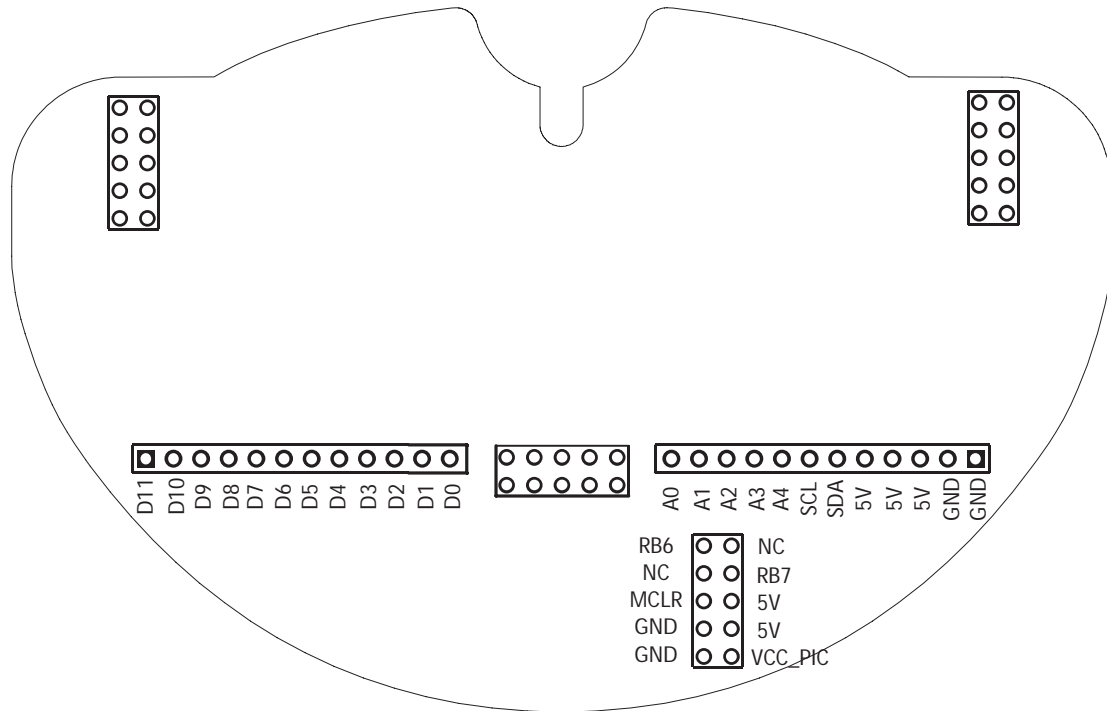 D11 D10 D9 D8 D7 D6 D5 D4 D3 D2 D1 D0
A0 A1 A2 A3 A4 SCL SDA 5V 5V 5V GND GND
RB6 NC
NC RB7
MCLR 5V
GND 5V
GND VCC_PIC